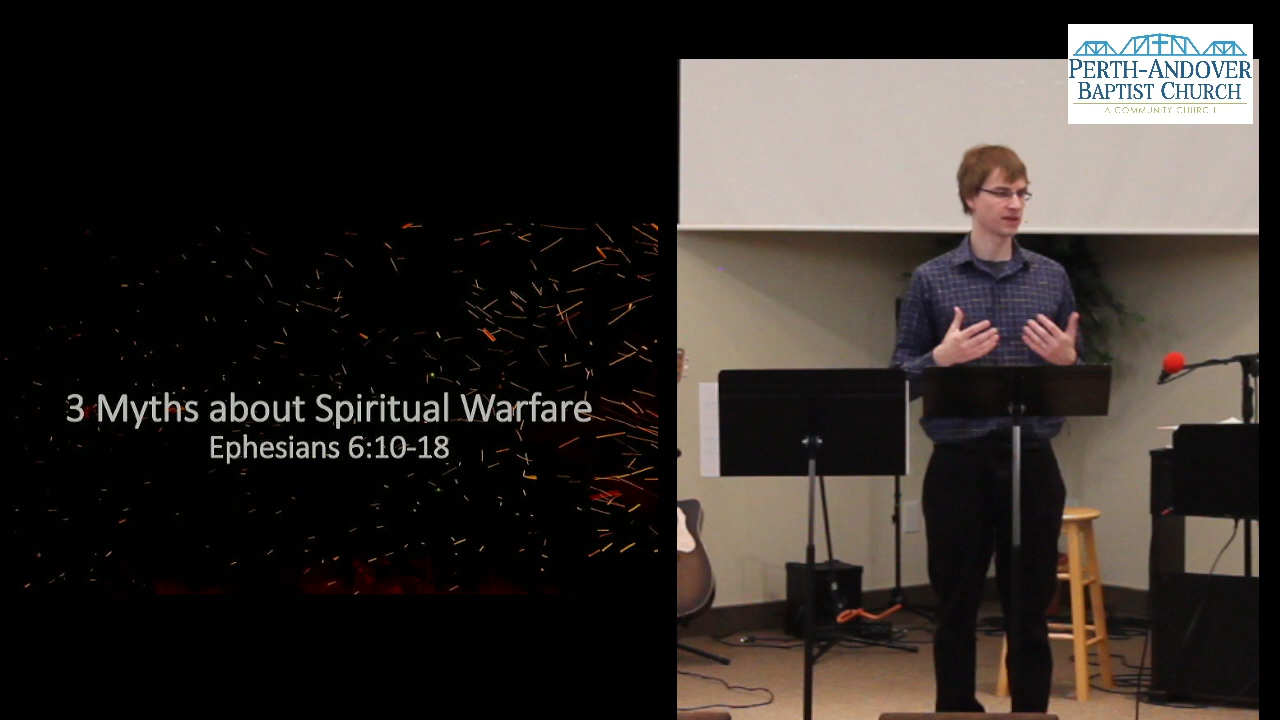 3 Myths about Spiritual Warfare
Ephesians 6:10-18
PERTH-ANDOVER
BAPTIST CHURCH
A COMMUNITY CHURCH